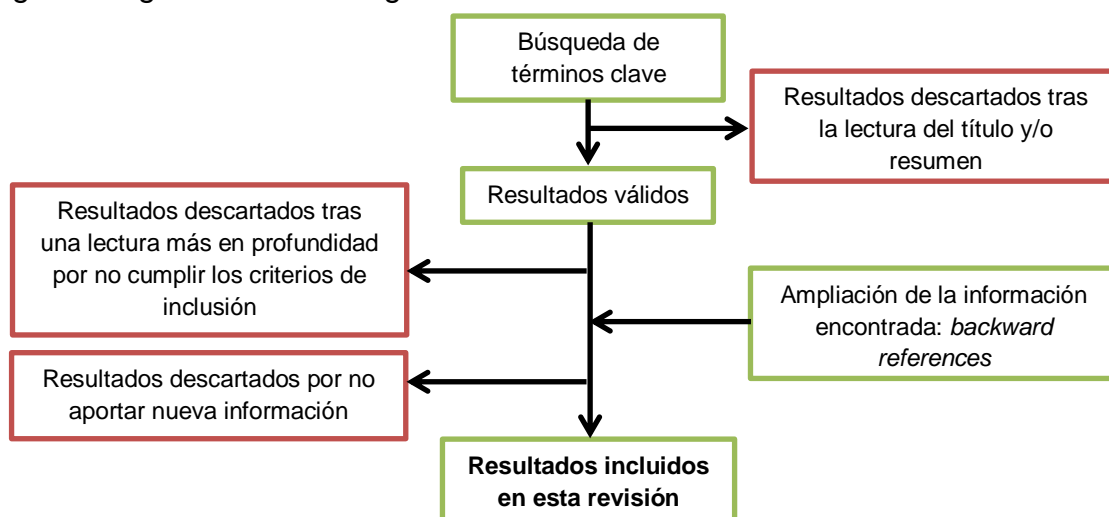 Búsqueda de
términos clave
Resultados descartados tras
la lectura del título y/o
resumen
Resultados válidos
Resultados descartados tras
una lectura más en profundidad
por no cumplir los criterios de
inclusión
Ampliación de la información
encontrada: backward
references
Resultados descartados por no
aportar nueva información
Resultados incluidos
en esta revisión